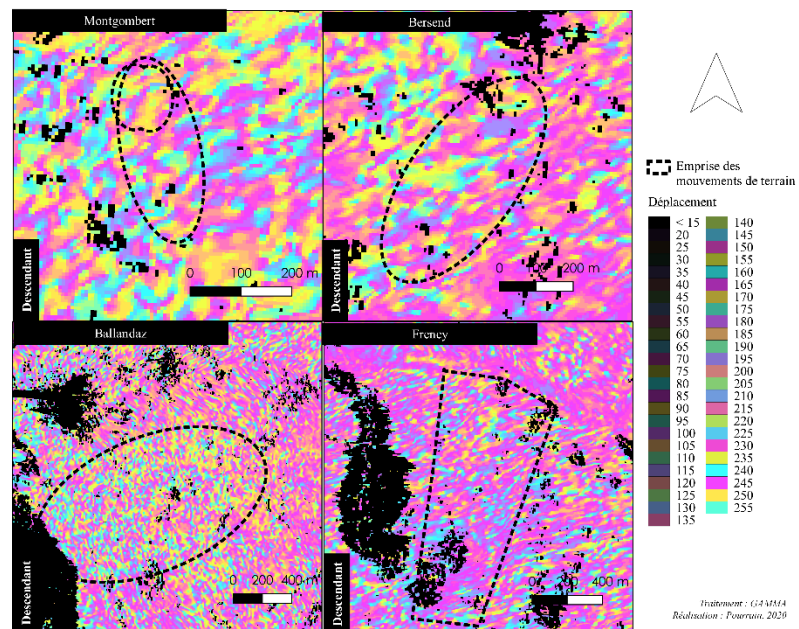 Montgombert
Bersend
Descendant
0 100 200 m
Descendant
0 100 200 m
Ballandaz
Freney
Descendant
0 200 400 m
Descendant
0 200 400 m
Emprise des
mouvements de terrain
Déplacement
< 15 140
20 145
25 150
30 155
35 160
40 165
45 170
50 175
55 180
60 185
65 190
70 195
75 200
80 205
85 210
90 215
95 220
100 225
105 230
110 235
115 240
120 245
125 250
130 255
135
Traitement : GAMMA
Réalisation : Pourrain, 2020